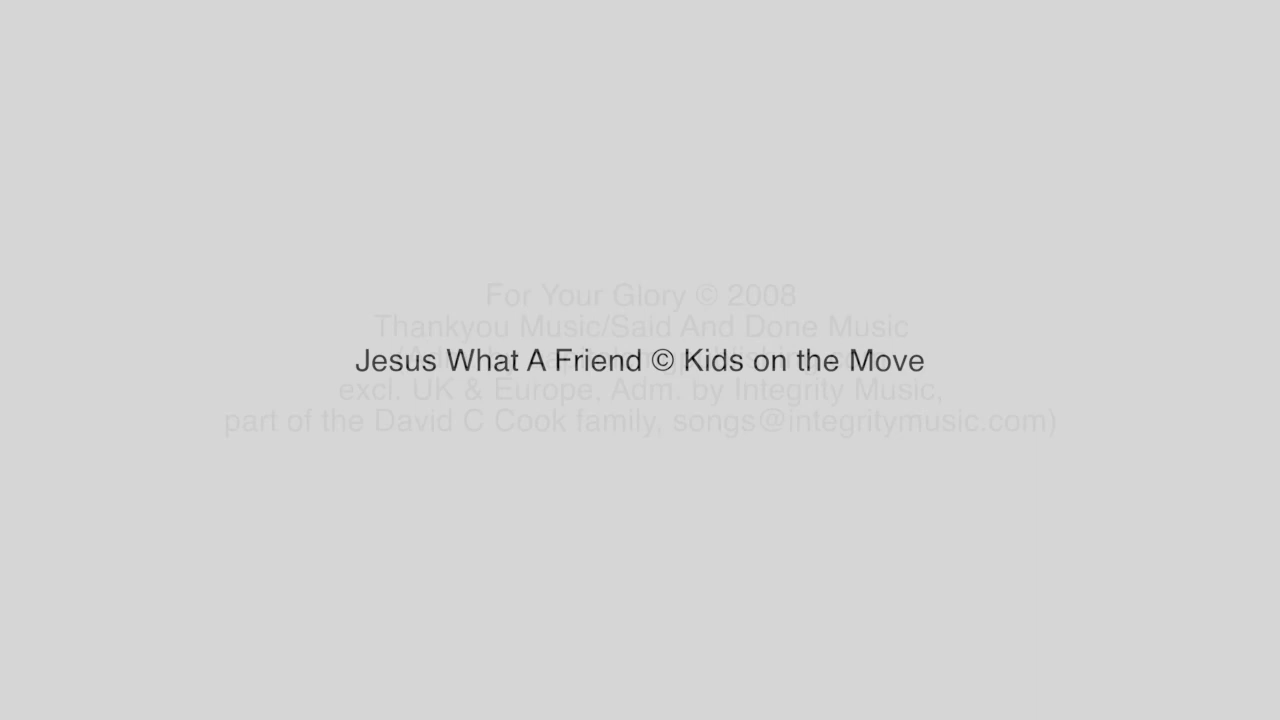 For Your Glory © 2008
Thankyou Music/Said And Done Music
Jesus What A Friend © Kids on the Move
excl. UK & Europe, Adm. by Integrity Music,
part of the David C Cook family, songs@integritymusic.com)